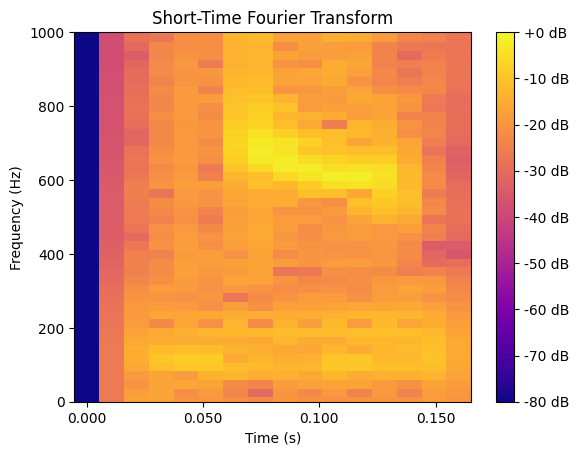 Short-Time Fourier Transform
1000
800
600
400
200
0
Frequency (Hz)
0.000
0.050
0.100
0.150
Time (s)
+0 dB
-10 dB
-20 dB
-30 dB
-40 dB
-50 dB
-60 dB
-70 dB
-80 dB